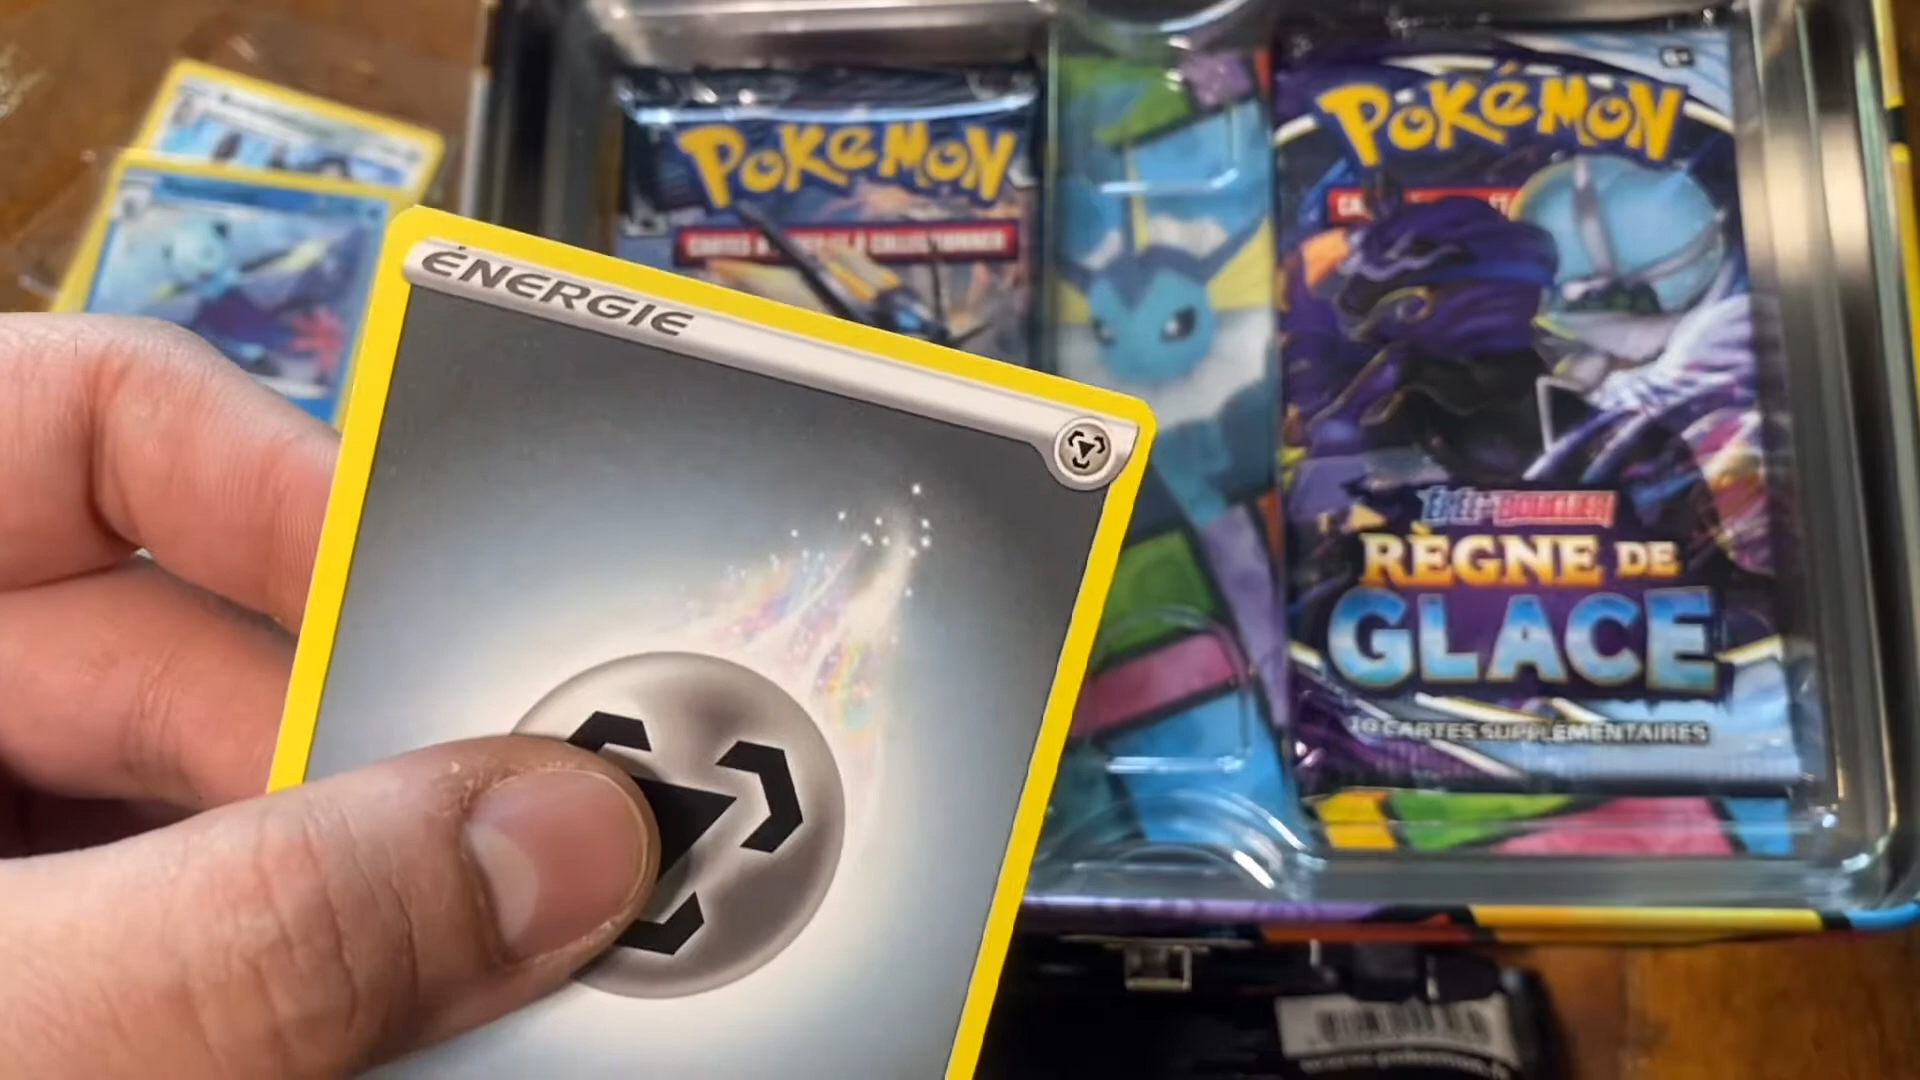 ÉNERGIE
POKéMON
POKéMON
ÉPÉE ET BOUCLIER
RÈGNE DE
GLACE
10 CARTES SUPPLÉMENTAIRES